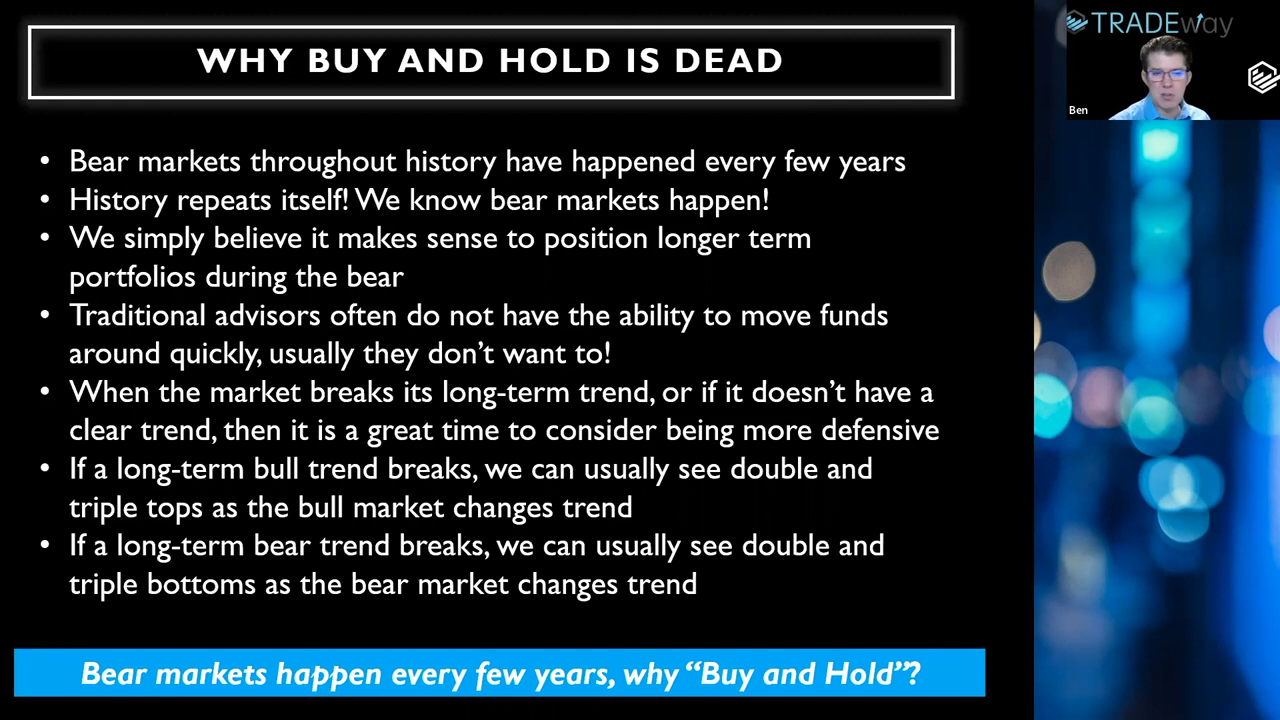 WHY BUY AND HOLD IS DEAD
• Bear markets throughout history have happened every few years
• History repeats itself! We know bear markets happen!
• We simply believe it makes sense to position longer term
portfolios during the bear
• Traditional advisors often do not have the ability to move funds
around quickly, usually they don't want to!
• When the market breaks its long-term trend, or if it doesn't have a
clear trend, then it is a great time to consider being more defensive
• If a long-term bull trend breaks, we can usually see double and
triple tops as the bull market changes trend
• If a long-term bear trend breaks, we can usually see double and
triple bottoms as the bear market changes trend
Bear markets happen every few years, why “Buy and Hold”?
TRADEway
Ben